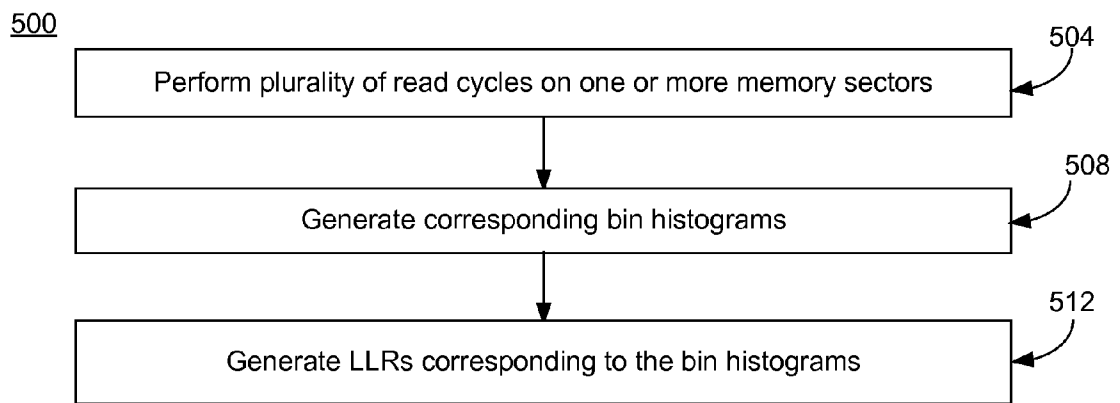 500
504
Perform plurality of read cycles on one or more memory sectors
508
Generate corresponding bin histograms
512
Generate LLRs corresponding to the bin histograms